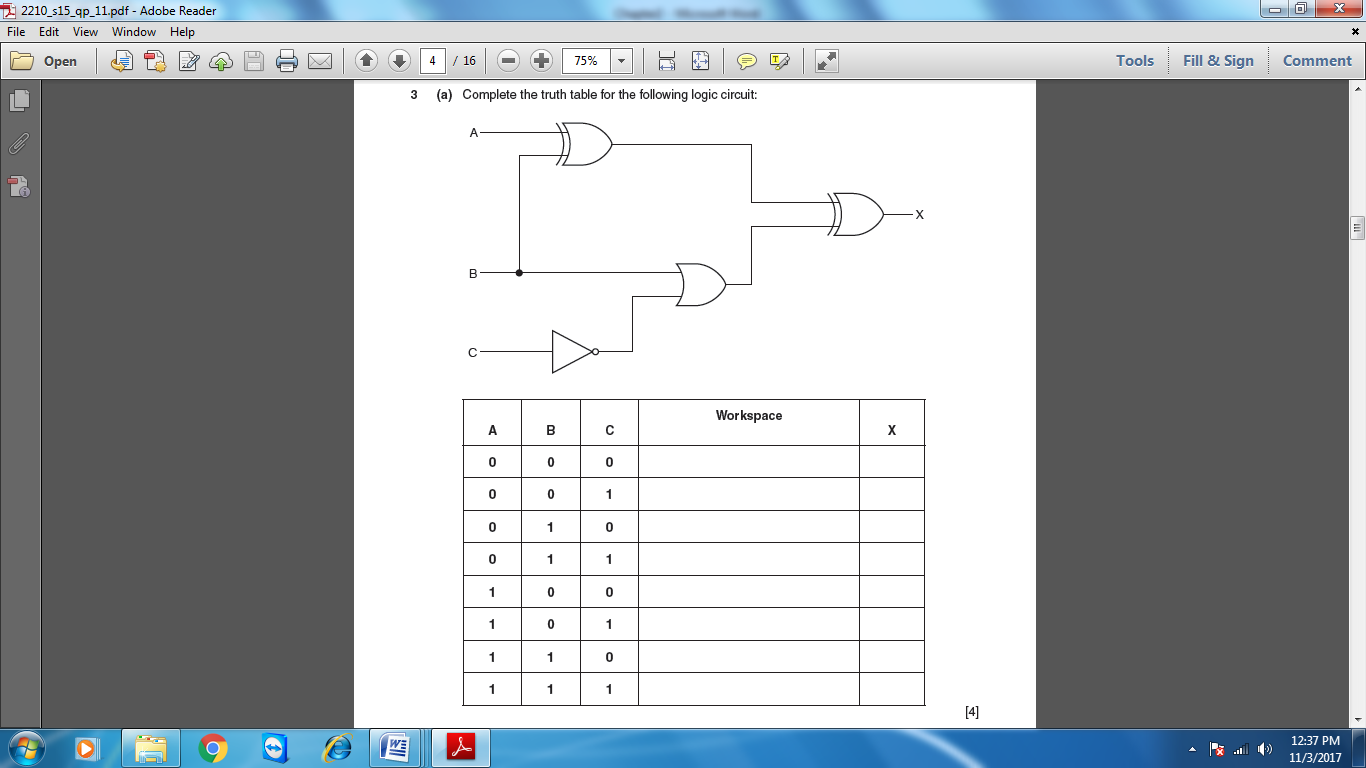 2210_s15_qp_11.pdf - Adobe Reader
File Edit View Window Help
Open 4 / 16 75% Tools Fill & Sign Comment
3 (a) Complete the truth table for the following logic circuit:
A
X
B
C
A B C Workspace X
0 0 0
0 0 1
0 1 0
0 1 1
1 0 0
1 0 1
1 1 0
1 1 1
[4]
12:37 PM
11/3/2017